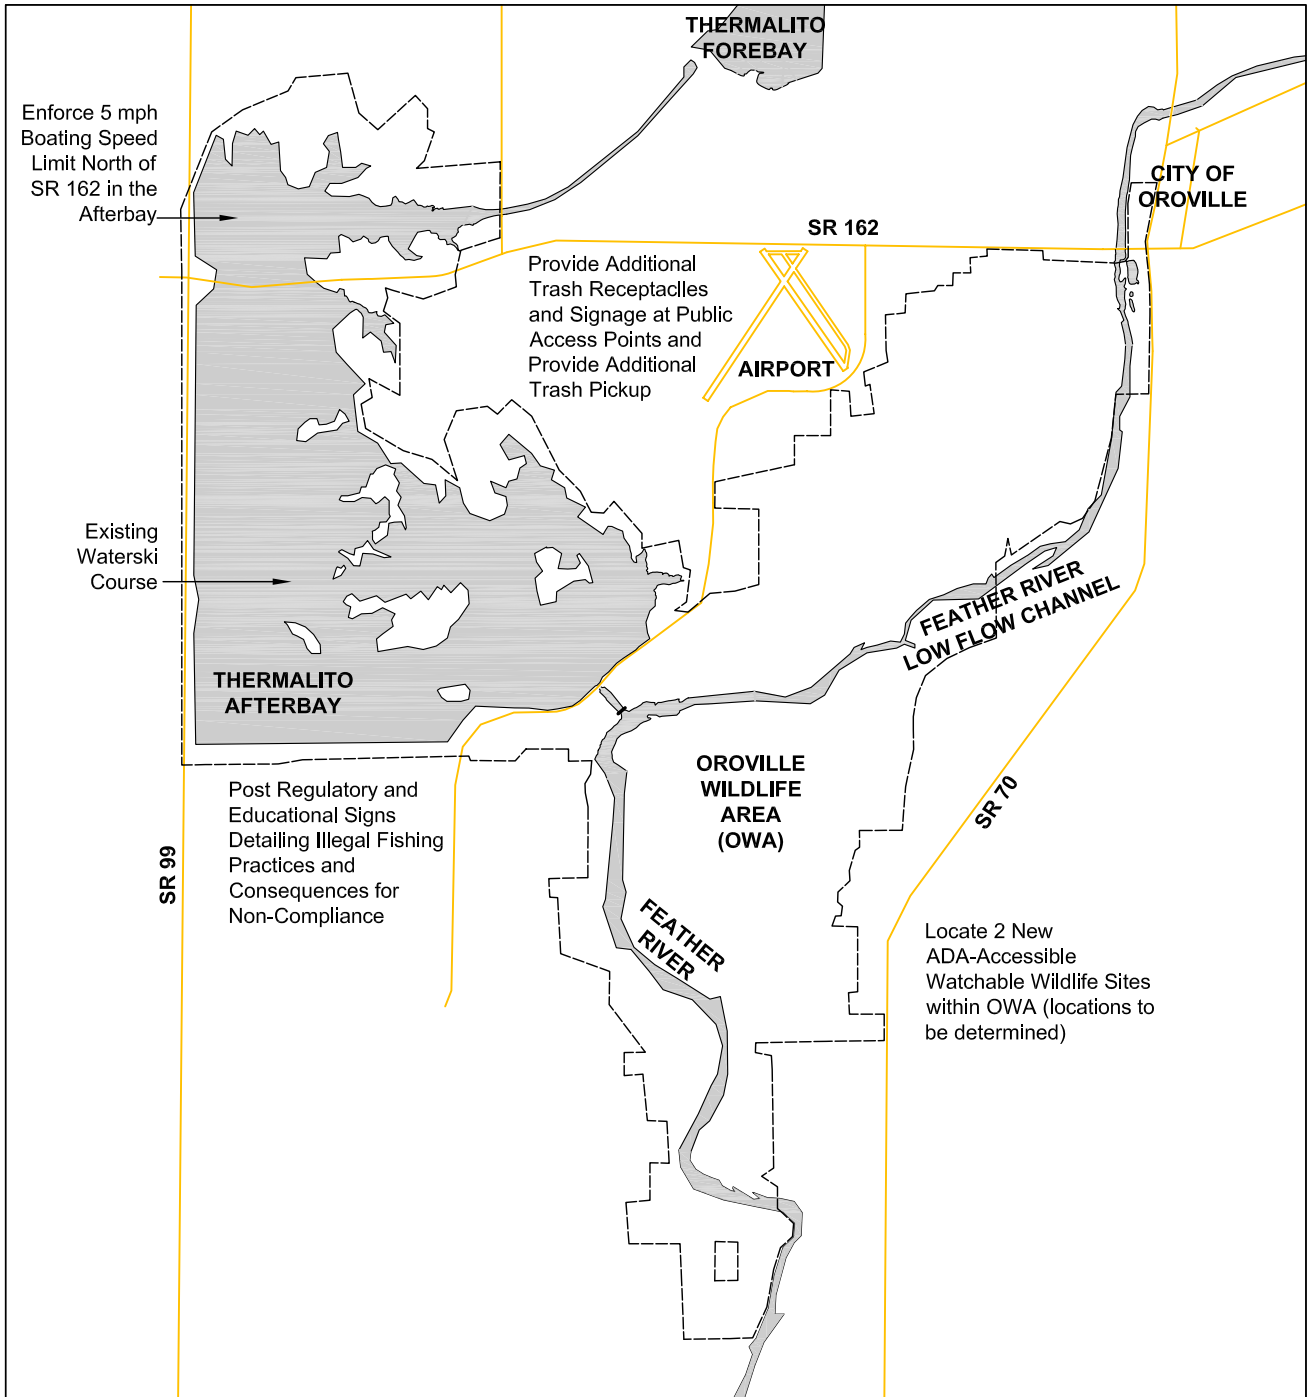 THERMALITO
FOREBAY
Enforce 5 mph
Boating Speed
Limit North of
SR 162 in the
Afterbay
CITY OF
OROVILLE
SR 162
Provide Additional
Trash Receptaclles
and Signage at Public
Access Points and
Provide Additional
Trash Pickup
AIRPORT
Existing
Waterski
Course
FEATHER RIVER
LOW FLOW CHANNEL
THERMALITO
AFTERBAY
OROVILLE
WILDLIFE
AREA
(OWA)
SR 70
Post Regulatory and
Educational Signs
Detailing Illegal Fishing
Practices and
Consequences for
Non-Compliance
SR 99
FEATHER
RIVER
Locate 2 New
ADA-Accessible
Watchable Wildlife Sites
within OWA (locations to
be determined)